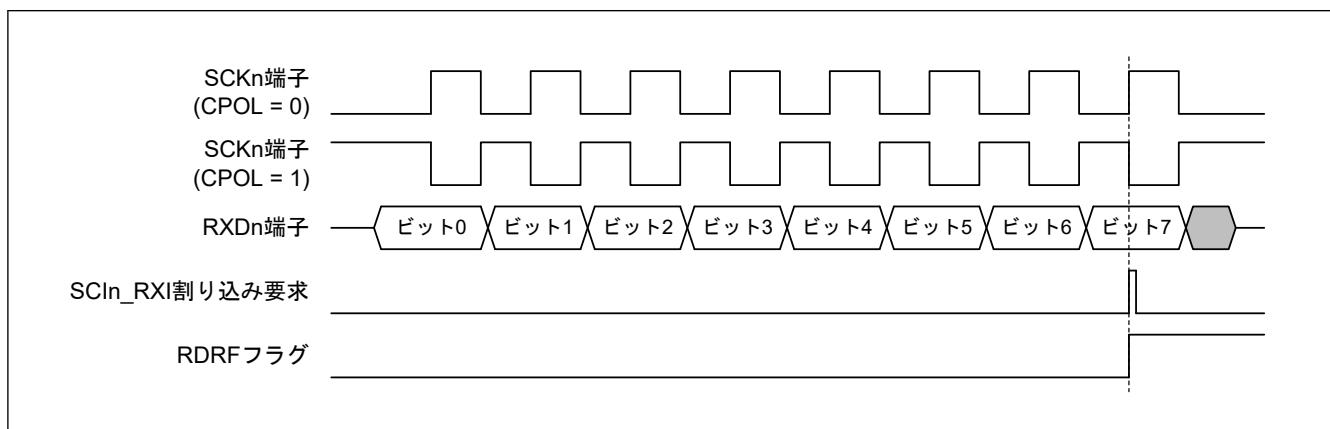 SCKn端子
(CPOL = 0)
SCKn端子
(CPOL = 1)
RXDn端子
ビット0 ビット1 ビット2 ビット3 ビット4 ビット5 ビット6 ビット7
SCIn_RXI割り込み要求
RDRFフラグ